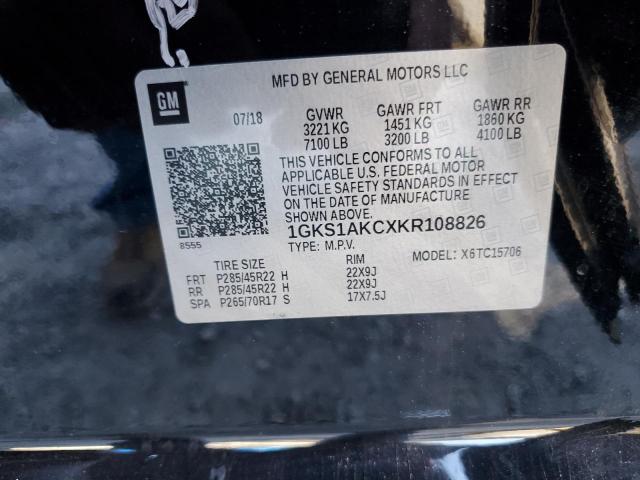 MFD BY GENERAL MOTORS LLC
GM
07/18
GVWR GAWR FRT GAWR RR
3221 KG 1451 KG 1860 KG
7100 LB 3200 LB 4100 LB
THIS VEHICLE CONFORMS TO ALL
APPLICABLE U.S. FEDERAL MOTOR
VEHICLE SAFETY STANDARDS IN EFFECT
ON THE DATE OF MANUFACTURE
SHOWN ABOVE.
8555
1GKS1AKCXKR108826
TYPE: M.P.V. MODEL: X6TC15706
TIRE SIZE RIM
FRT P285/45R22 H 22X9J
RR P285/45R22 H 22X9J
SPA P265/70R17 S 17X7.5J